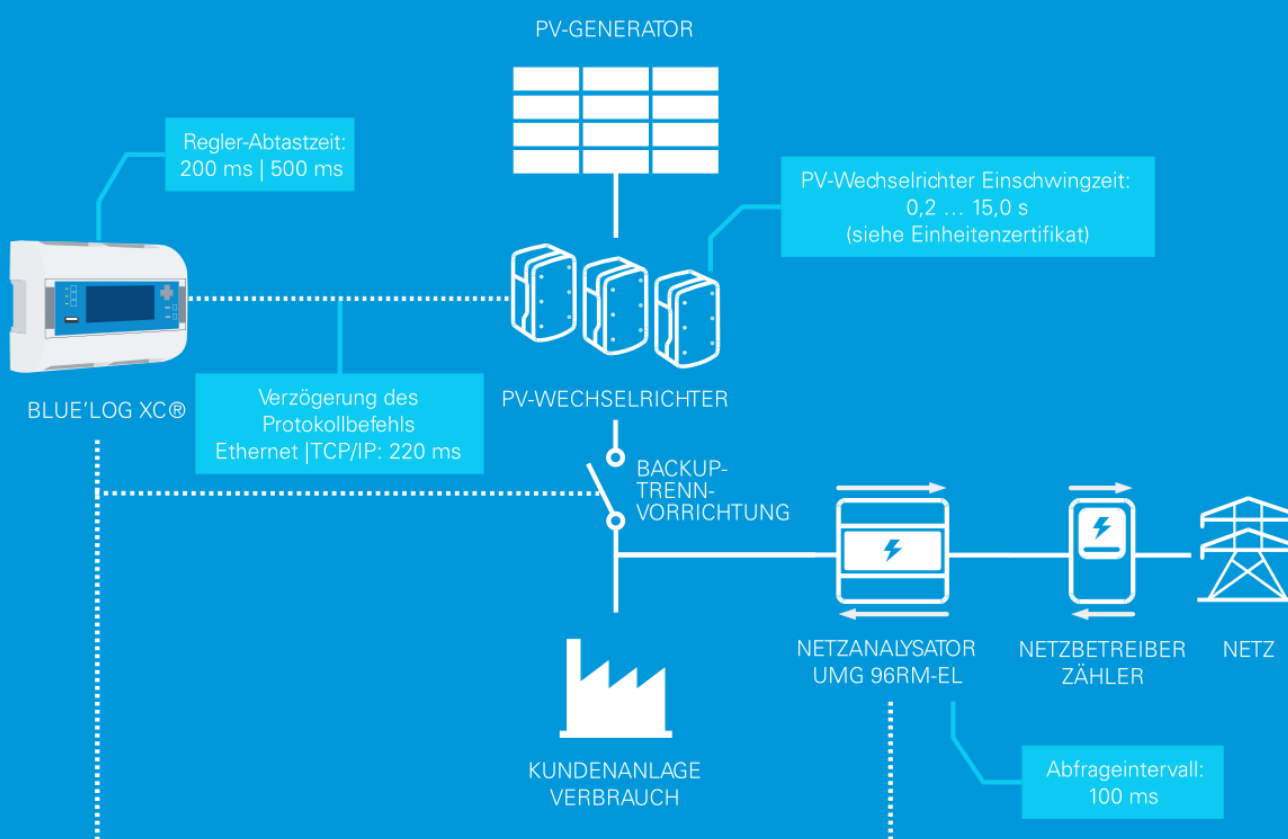 PV-GENERATOR
Regler-Abtastzeit:
200 ms | 500 ms
PV-Wechselrichter Einschwingzeit:
0,2 ... 15,0 s
(siehe Einheitenzertifikat)
BLUE'LOG XC®
Verzögerung des
Protokollbefehls
Ethernet |TCP/IP: 220 ms
PV-WECHSELRICHTER
BACKUP-
TRENN-
VORRICHTUNG
NETZANALYSATOR
UMG 96RM-EL
NETZBETREIBER
ZÄHLER
NETZ
KUNDENANLAGE
VERBRAUCH
Abfrageintervall:
100 ms